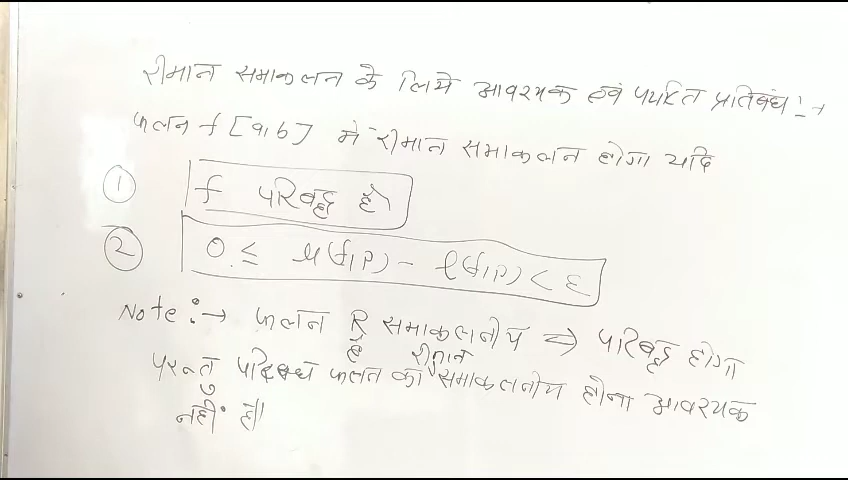 रीमान समाकलन के लिये आवश्यक एवं पर्याप्त प्रतिबंध :→
फलन f [a,b] में रीमान समाकलन होगा यदि
① f परिबद्ध हो
② 0 ≤ u(f,P) - l(f,P) < ε
Note :→ फलन R समाकलनीय ⇒ परिबद्ध होगा
है रीमान
परन्तु परिबध्ध फलन का समाकलनीय होना आवश्यक
नहीं है।